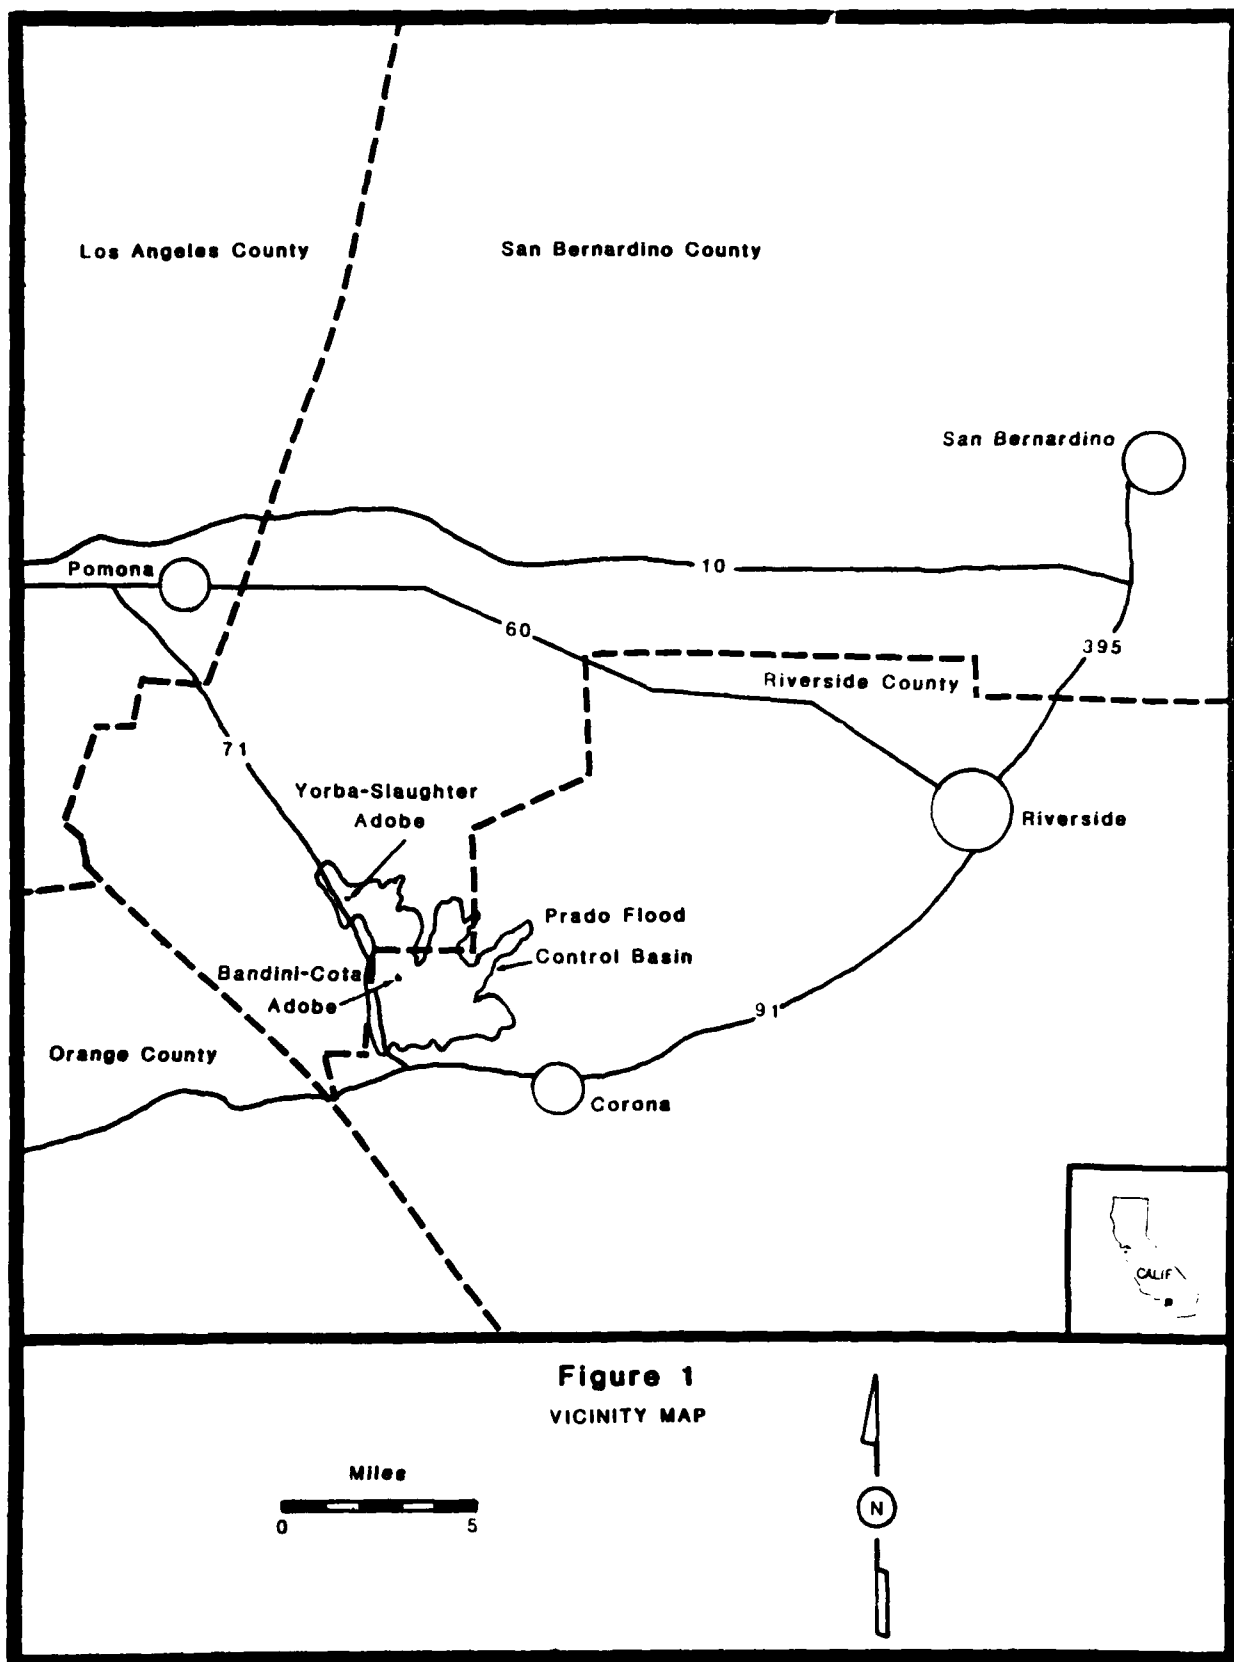 Los Angeles County
San Bernardino County
San Bernardino
Pomona
10
60
395
Riverside County
71
Yorba-Slaughter
Adobe
Riverside
Prado Flood
Control Basin
Bandini-Cota
Adobe
91
Orange County
Corona
CALIF
Figure 1
VICINITY MAP
Miles
0 5
N